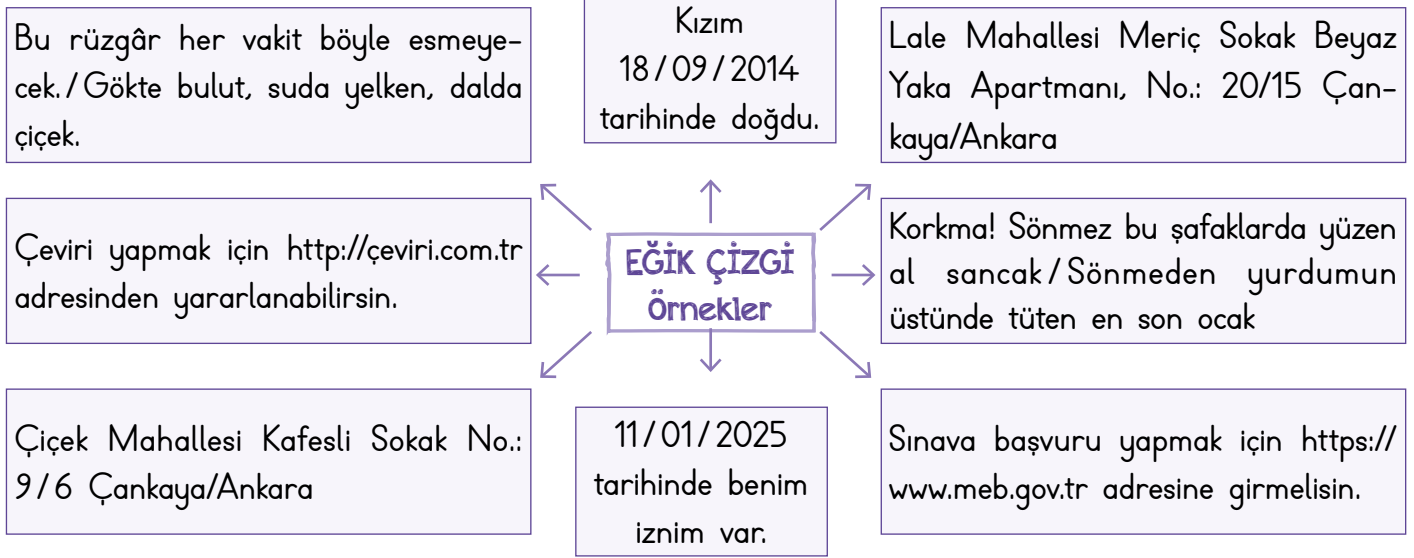 Bu rüzgâr her vakit böyle esmeye-
cek./Gökte bulut, suda yelken, dalda
çiçek.
Kızım
18/09/2014
tarihinde doğdu.
Lale Mahallesi Meriç Sokak Beyaz
Yaka Apartmanı, No.: 20/15 Çan-
kaya/Ankara
Çeviri yapmak için http://çeviri.com.tr
adresinden yararlanabilirsin.
EĞİK ÇİZGİ
Örnekler
Korkma! Sönmez bu şafaklarda yüzen
al sancak/Sönmeden yurdumun
üstünde tüten en son ocak
Çiçek Mahallesi Kafesli Sokak No.:
9/6 Çankaya/Ankara
11/01/2025
tarihinde benim
iznim var.
Sınava başvuru yapmak için https://
www.meb.gov.tr adresine girmelisin.